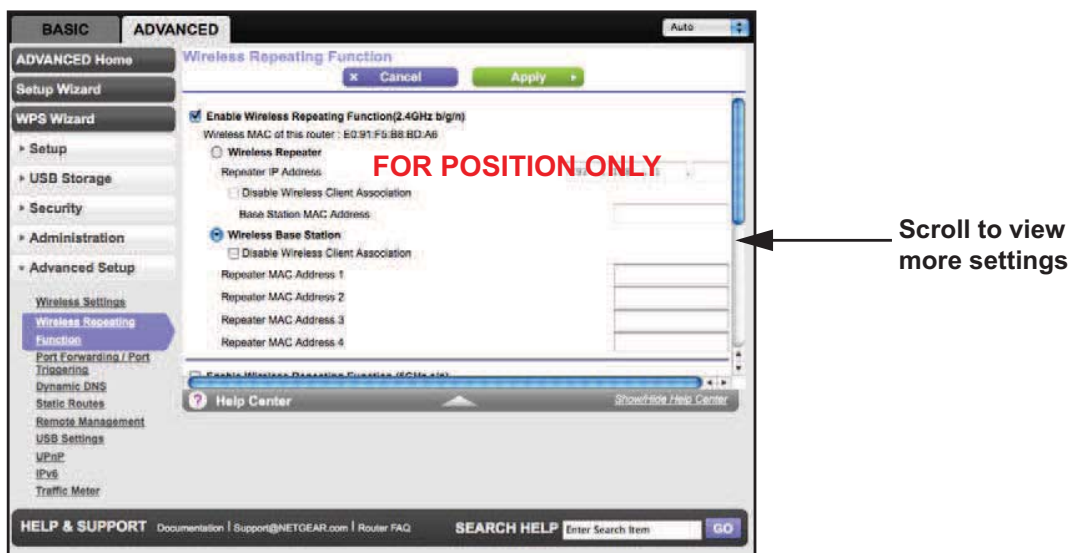 BASIC
ADVANCED
Auto
ADVANCED Home
Setup Wizard
WPS Wizard
Setup
USB Storage
Security
Administration
Advanced Setup
Wireless Settings
Wireless Repeating
Function
Port Forwarding / Port
Triggering
Dynamic DNS
Static Routes
Remote Management
USB Settings
UPnP
IPv6
Traffic Meter
Wireless Repeating Function
x Cancel
Apply
Enable Wireless Repeating Function(2.4GHz b/g/n)
Wireless MAC of this router : E0:91:F5:B8:BD:A6
Wireless Repeater
FOR POSITION ONLY
Repeater IP Address
Disable Wireless Client Association
Base Station MAC Address
Wireless Base Station
Disable Wireless Client Association
Repeater MAC Address 1
Repeater MAC Address 2
Repeater MAC Address 3
Repeater MAC Address 4
Enable Wireless Repeating Function (5GHz a/n)
? Help Center
Show/Hide Help Center
Scroll to view
more settings
HELP & SUPPORT Documentation | Support@NETGEAR.com | Router FAQ
SEARCH HELP Enter Search Item GO